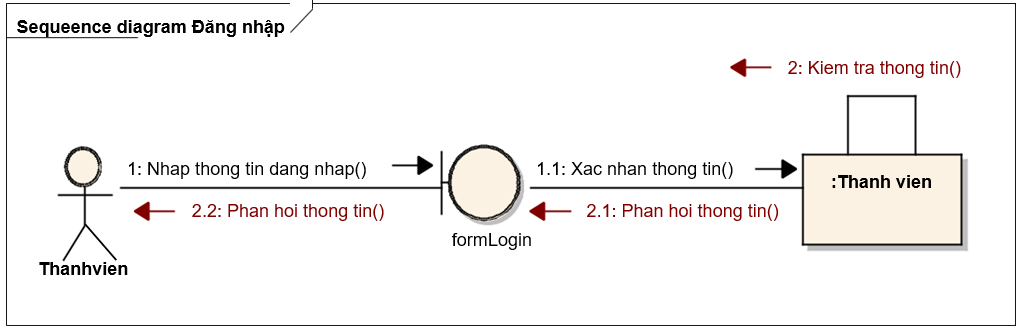 Sequeence diagram Đăng nhập
2: Kiem tra thong tin()
1: Nhap thong tin dang nhap()
1.1: Xac nhan thong tin()
:Thanh vien
2.2: Phan hoi thong tin()
2.1: Phan hoi thong tin()
formLogin
Thanhvien